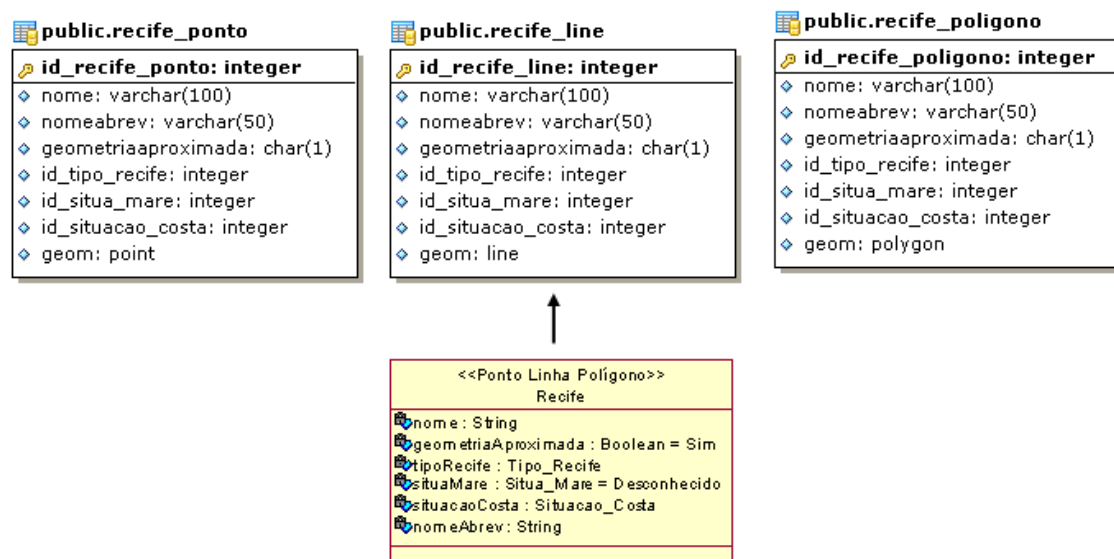 public.recife_ponto
id_recife_ponto: integer
nome: varchar(100)
nomeabrev: varchar(50)
geometriaaproximada: char(1)
id_tipo_recife: integer
id_situa_mare: integer
id_situacao_costa: integer
geom: point
public.recife_line
id_recife_line: integer
nome: varchar(100)
nomeabrev: varchar(50)
geometriaaproximada: char(1)
id_tipo_recife: integer
id_situa_mare: integer
id_situacao_costa: integer
geom: line
public.recife_poligono
id_recife_poligono: integer
nome: varchar(100)
nomeabrev: varchar(50)
geometriaaproximada: char(1)
id_tipo_recife: integer
id_situa_mare: integer
id_situacao_costa: integer
geom: polygon
<<Ponto Linha Polígono>>
Recife
nome : String
geometriaAproximada : Boolean = Sim
tipoRecife : Tipo_Recife
situaMare : Situa_Mare = Desconhecido
situacaoCosta : Situacao_Costa
nomeAbrev : String